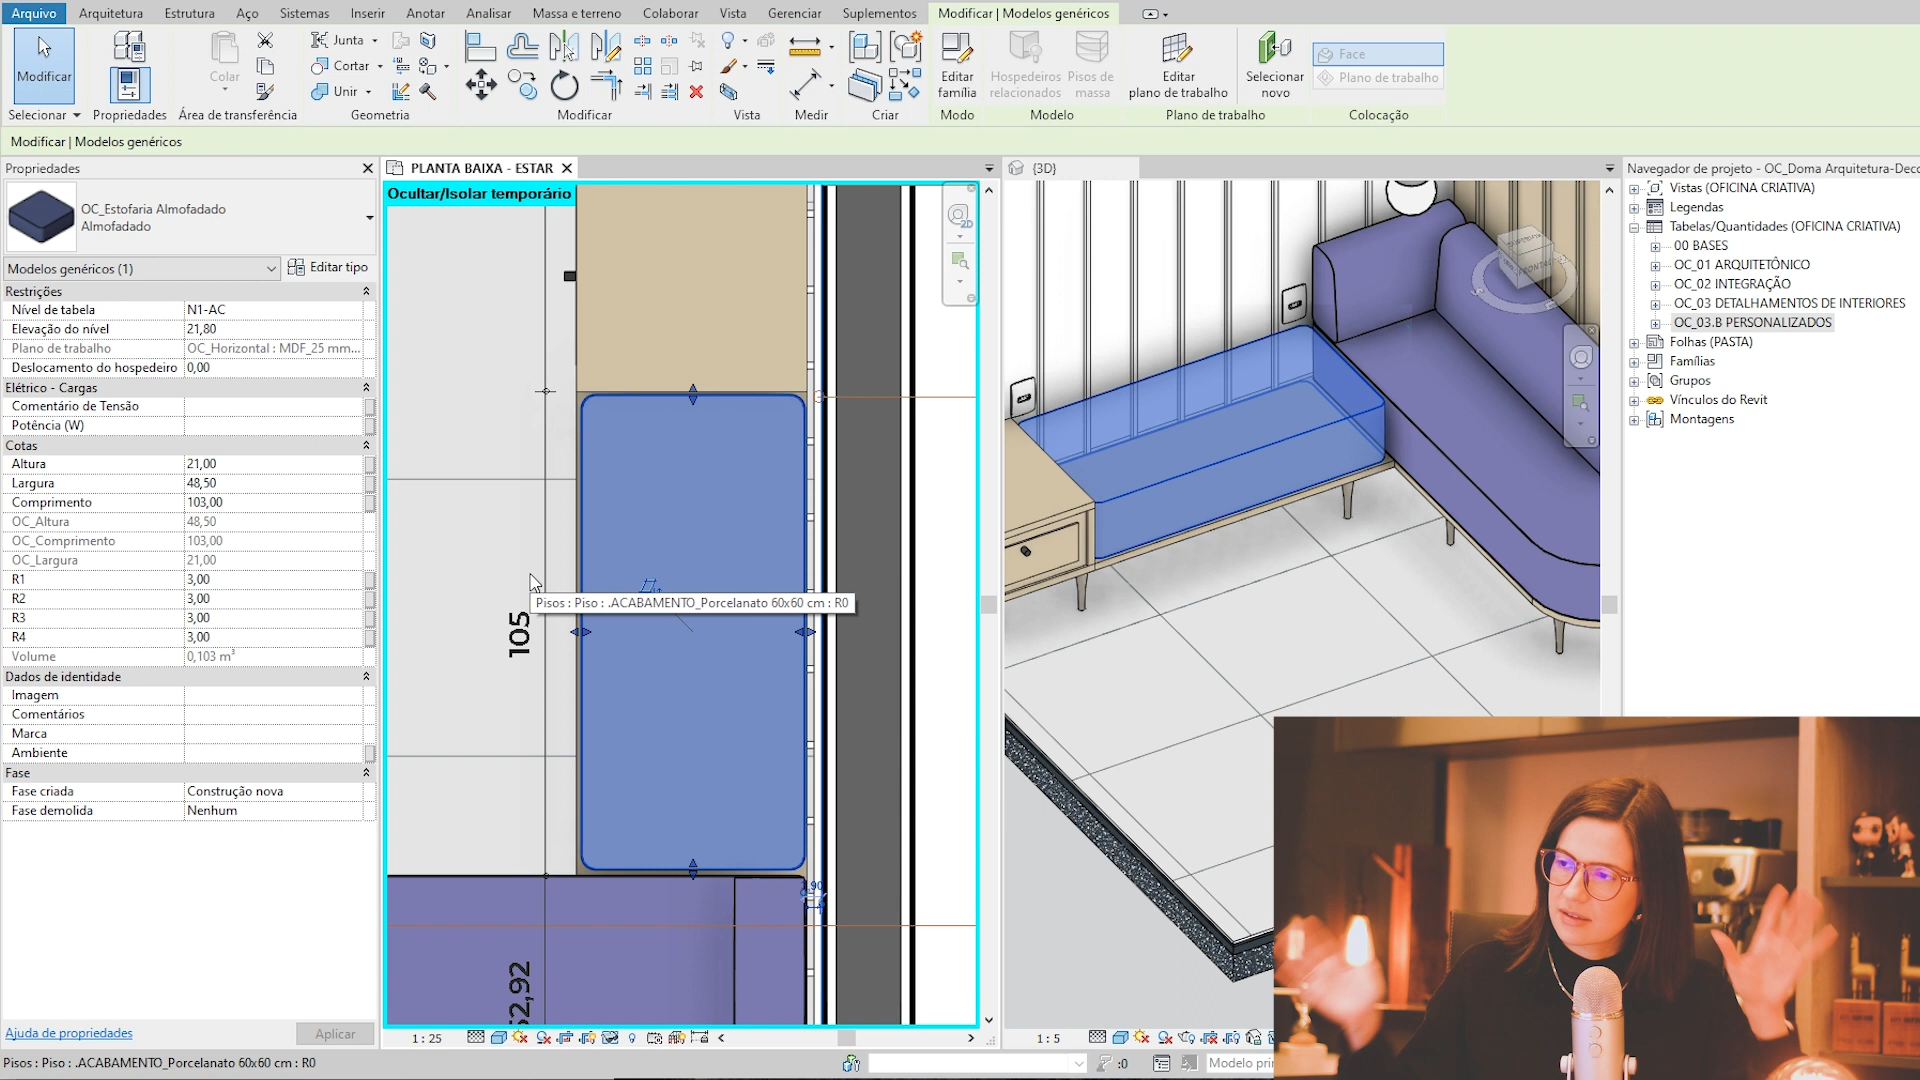 Arquivo Arquitetura Estrutura Aço Sistemas Inserir Anotar Analisar Massa e terreno Colaborar Vista Gerenciar Suplementos Modificar | Modelos genéricos
Modificar
Colar
Junta
Cortar
Unir
Editar família
Hospedeiros relacionados
Pisos de massa
Editar plano de trabalho
Selecionar novo
Face
Plano de trabalho
Selecionar Propriedades Área de transferência Geometria Modificar Vista Medir Criar Modo Modelo Plano de trabalho Colocação
Modificar | Modelos genéricos
Propriedades
OC_Estofaria Almofadado
Almofadado
Modelos genéricos (1) Editar tipo
Restrições
Nível de tabela N1-AC
Elevação do nível 21,80
Plano de trabalho OC_Horizontal : MDF_25 mm...
Deslocamento do hospedeiro 0,00
Elétrico - Cargas
Comentário de Tensão
Potência (W)
Cotas
Altura 21,00
Largura 48,50
Comprimento 103,00
OC_Altura 48,50
OC_Comprimento 103,00
OC_Largura 21,00
R1 3,00
R2 3,00
R3 3,00
R4 3,00
Volume 0,103 m³
Dados de identidade
Imagem
Comentários
Marca
Ambiente
Fase
Fase criada Construção nova
Fase demolida Nenhum
Ajuda de propriedades Aplicar
PLANTA BAIXA - ESTAR
Ocultar/Isolar temporário
2D
Pisos : Piso : .ACABAMENTO_Porcelanato 60x60 cm : R0
105
1,90
52,92
1 : 25
{3D}
FRONTAL
1 : 5
Navegador de projeto - OC_Doma Arquitetura-Deco
Vistas (OFICINA CRIATIVA)
Legendas
Tabelas/Quantidades (OFICINA CRIATIVA)
00 BASES
OC_01 ARQUITETÔNICO
OC_02 INTEGRAÇÃO
OC_03 DETALHAMENTOS DE INTERIORES
OC_03.B PERSONALIZADOS
Folhas (PASTA)
Famílias
Grupos
Vínculos do Revit
Montagens
Pisos : Piso : .ACABAMENTO_Porcelanato 60x60 cm : R0
:0
Modelo pri